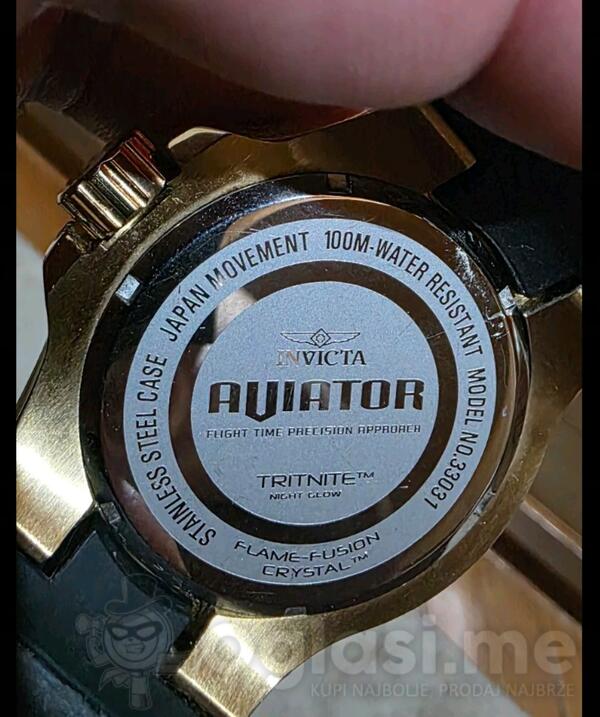 STAINLESS STEEL CASE JAPAN MOVEMENT 100M-WATER RESISTANT MODEL NO.33031
INVICTA
AVIATOR
FLIGHT TIME PRECISION APPROACH
TRITNITE™
NIGHT GLOW
FLAME-FUSION
CRYSTAL™
oglasi.me
KUPI NAJBOLJE, PRODAJ NAJBRŽE